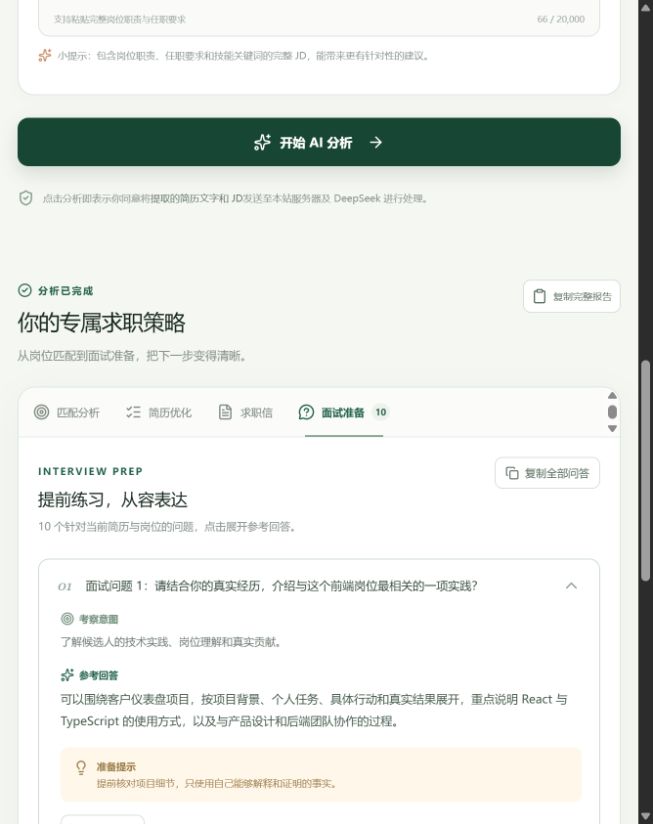 支持粘贴完整岗位职责与任职要求
66 / 20,000
小提示：包含岗位职责、任职要求和技能关键词的完整 JD，能带来更有针对性的建议。
开始 AI 分析
点击分析即表示你同意将提取的简历文字和 JD发送至本站服务器及 DeepSeek 进行处理。
分析已完成
复制完整报告
你的专属求职策略
从岗位匹配到面试准备，把下一步变得清晰。
匹配分析
简历优化
求职信
面试准备
10
INTERVIEW PREP
复制全部问答
提前练习，从容表达
10 个针对当前简历与岗位的问题，点击展开参考回答。
01
面试问题 1：请结合你的真实经历，介绍与这个前端岗位最相关的一项实践？
考察意图
了解候选人的技术实践、岗位理解和真实贡献。
参考回答
可以围绕客户仪表盘项目，按项目背景、个人任务、具体行动和真实结果展开，重点说明 React 与
TypeScript 的使用方式，以及与产品设计和后端团队协作的过程。
准备提示
提前核对项目细节，只使用自己能够解释和证明的事实。